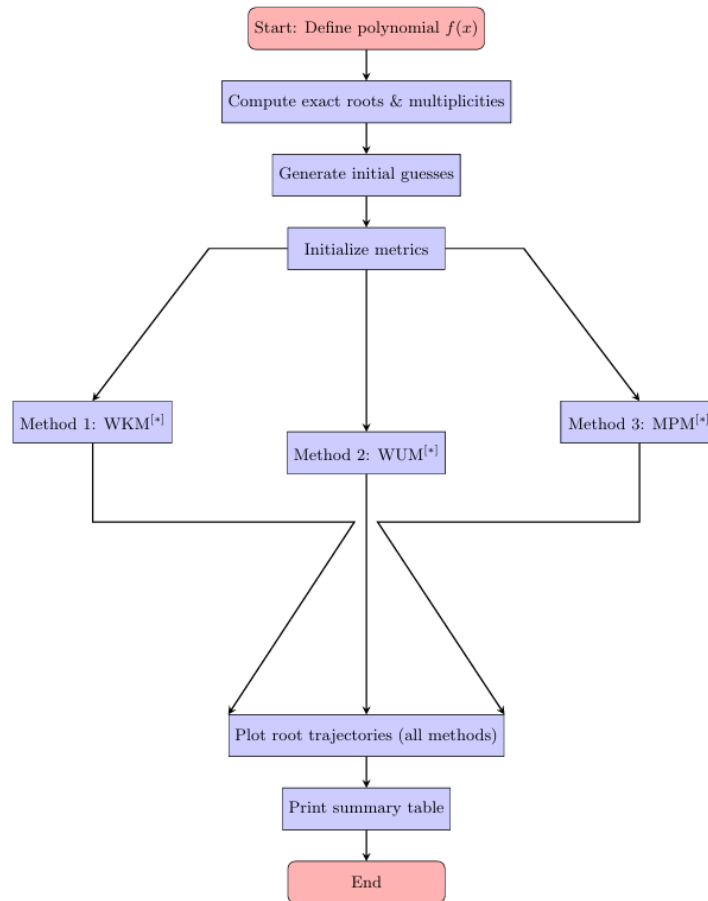 Start: Define polynomial f(x)
Compute exact roots & multiplicities
Generate initial guesses
Initialize metrics
Method 1: WKM[*]
Method 3: MPM[*]
Method 2: WUM[*]
Plot root trajectories (all methods)
Print summary table
End